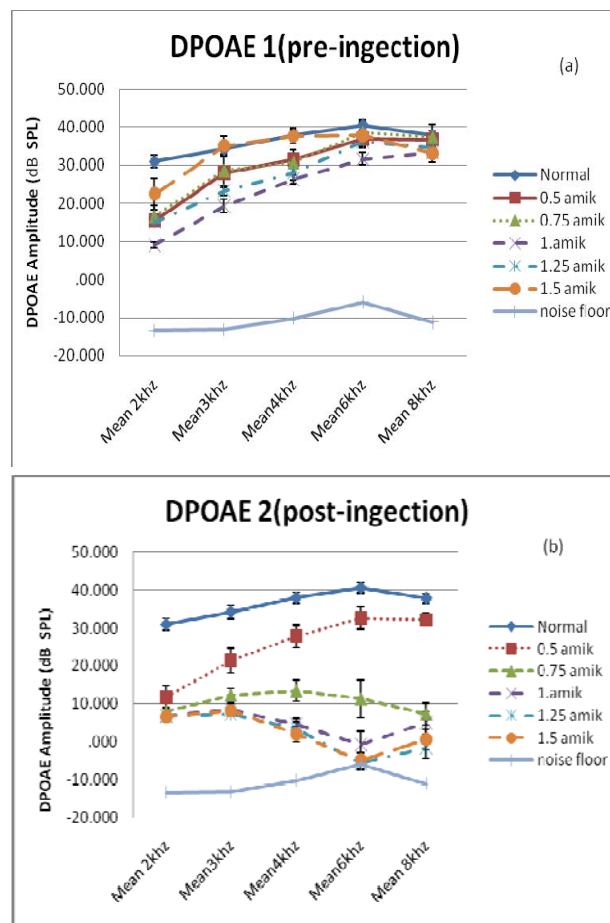 DPOAE 1(pre-ingection)
(a)
DPOAE Amplitude (dB SPL)
50.000
40.000
30.000
20.000
10.000
.000
-10.000
-20.000
Mean 2khz
Mean3khz
Mean4khz
Mean6khz
Mean 8khz
Normal
0.5 amik
0.75 amik
1.amik
1.25 amik
1.5 amik
noise floor
DPOAE 2(post-ingection)
(b)
DPOAE Amplitude (dB SPL)
50.000
40.000
30.000
20.000
10.000
.000
-10.000
-20.000
Mean 2khz
Mean3khz
Mean4khz
Mean6khz
Mean 8khz
Normal
0.5 amik
0.75 amik
1.amik
1.25 amik
1.5 amik
noise floor